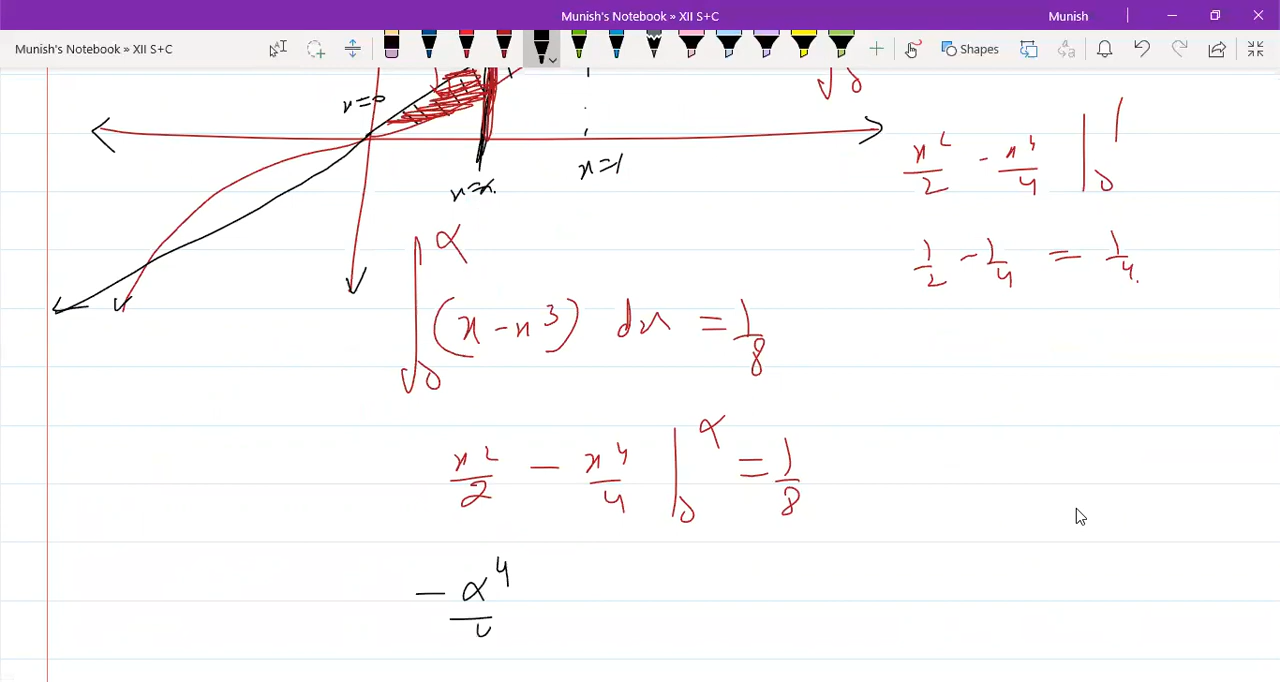 Munish's Notebook » XII S+C
Munish
Munish's Notebook » XII S+C
Shapes
x=0
∫0
x=α
x=1
x²/2 - x⁴/4 |₀¹
1/2 - 1/4 = 1/4.
∫₀^α (x - x³) dx = 1/8
x²/2 - x⁴/4 |₀^α = 1/8
- α⁴/4